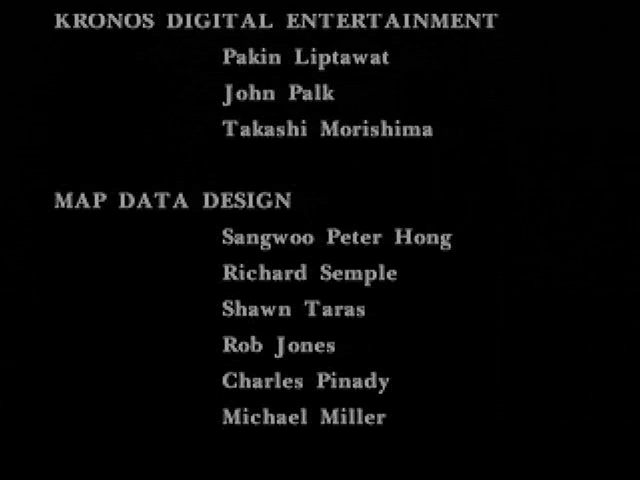 KRONOS DIGITAL ENTERTAINMENT
Pakin Liptawat
John Palk
Takashi Morishima
MAP DATA DESIGN
Sangwoo Peter Hong
Richard Semple
Shawn Taras
Rob Jones
Charles Pinady
Michael Miller